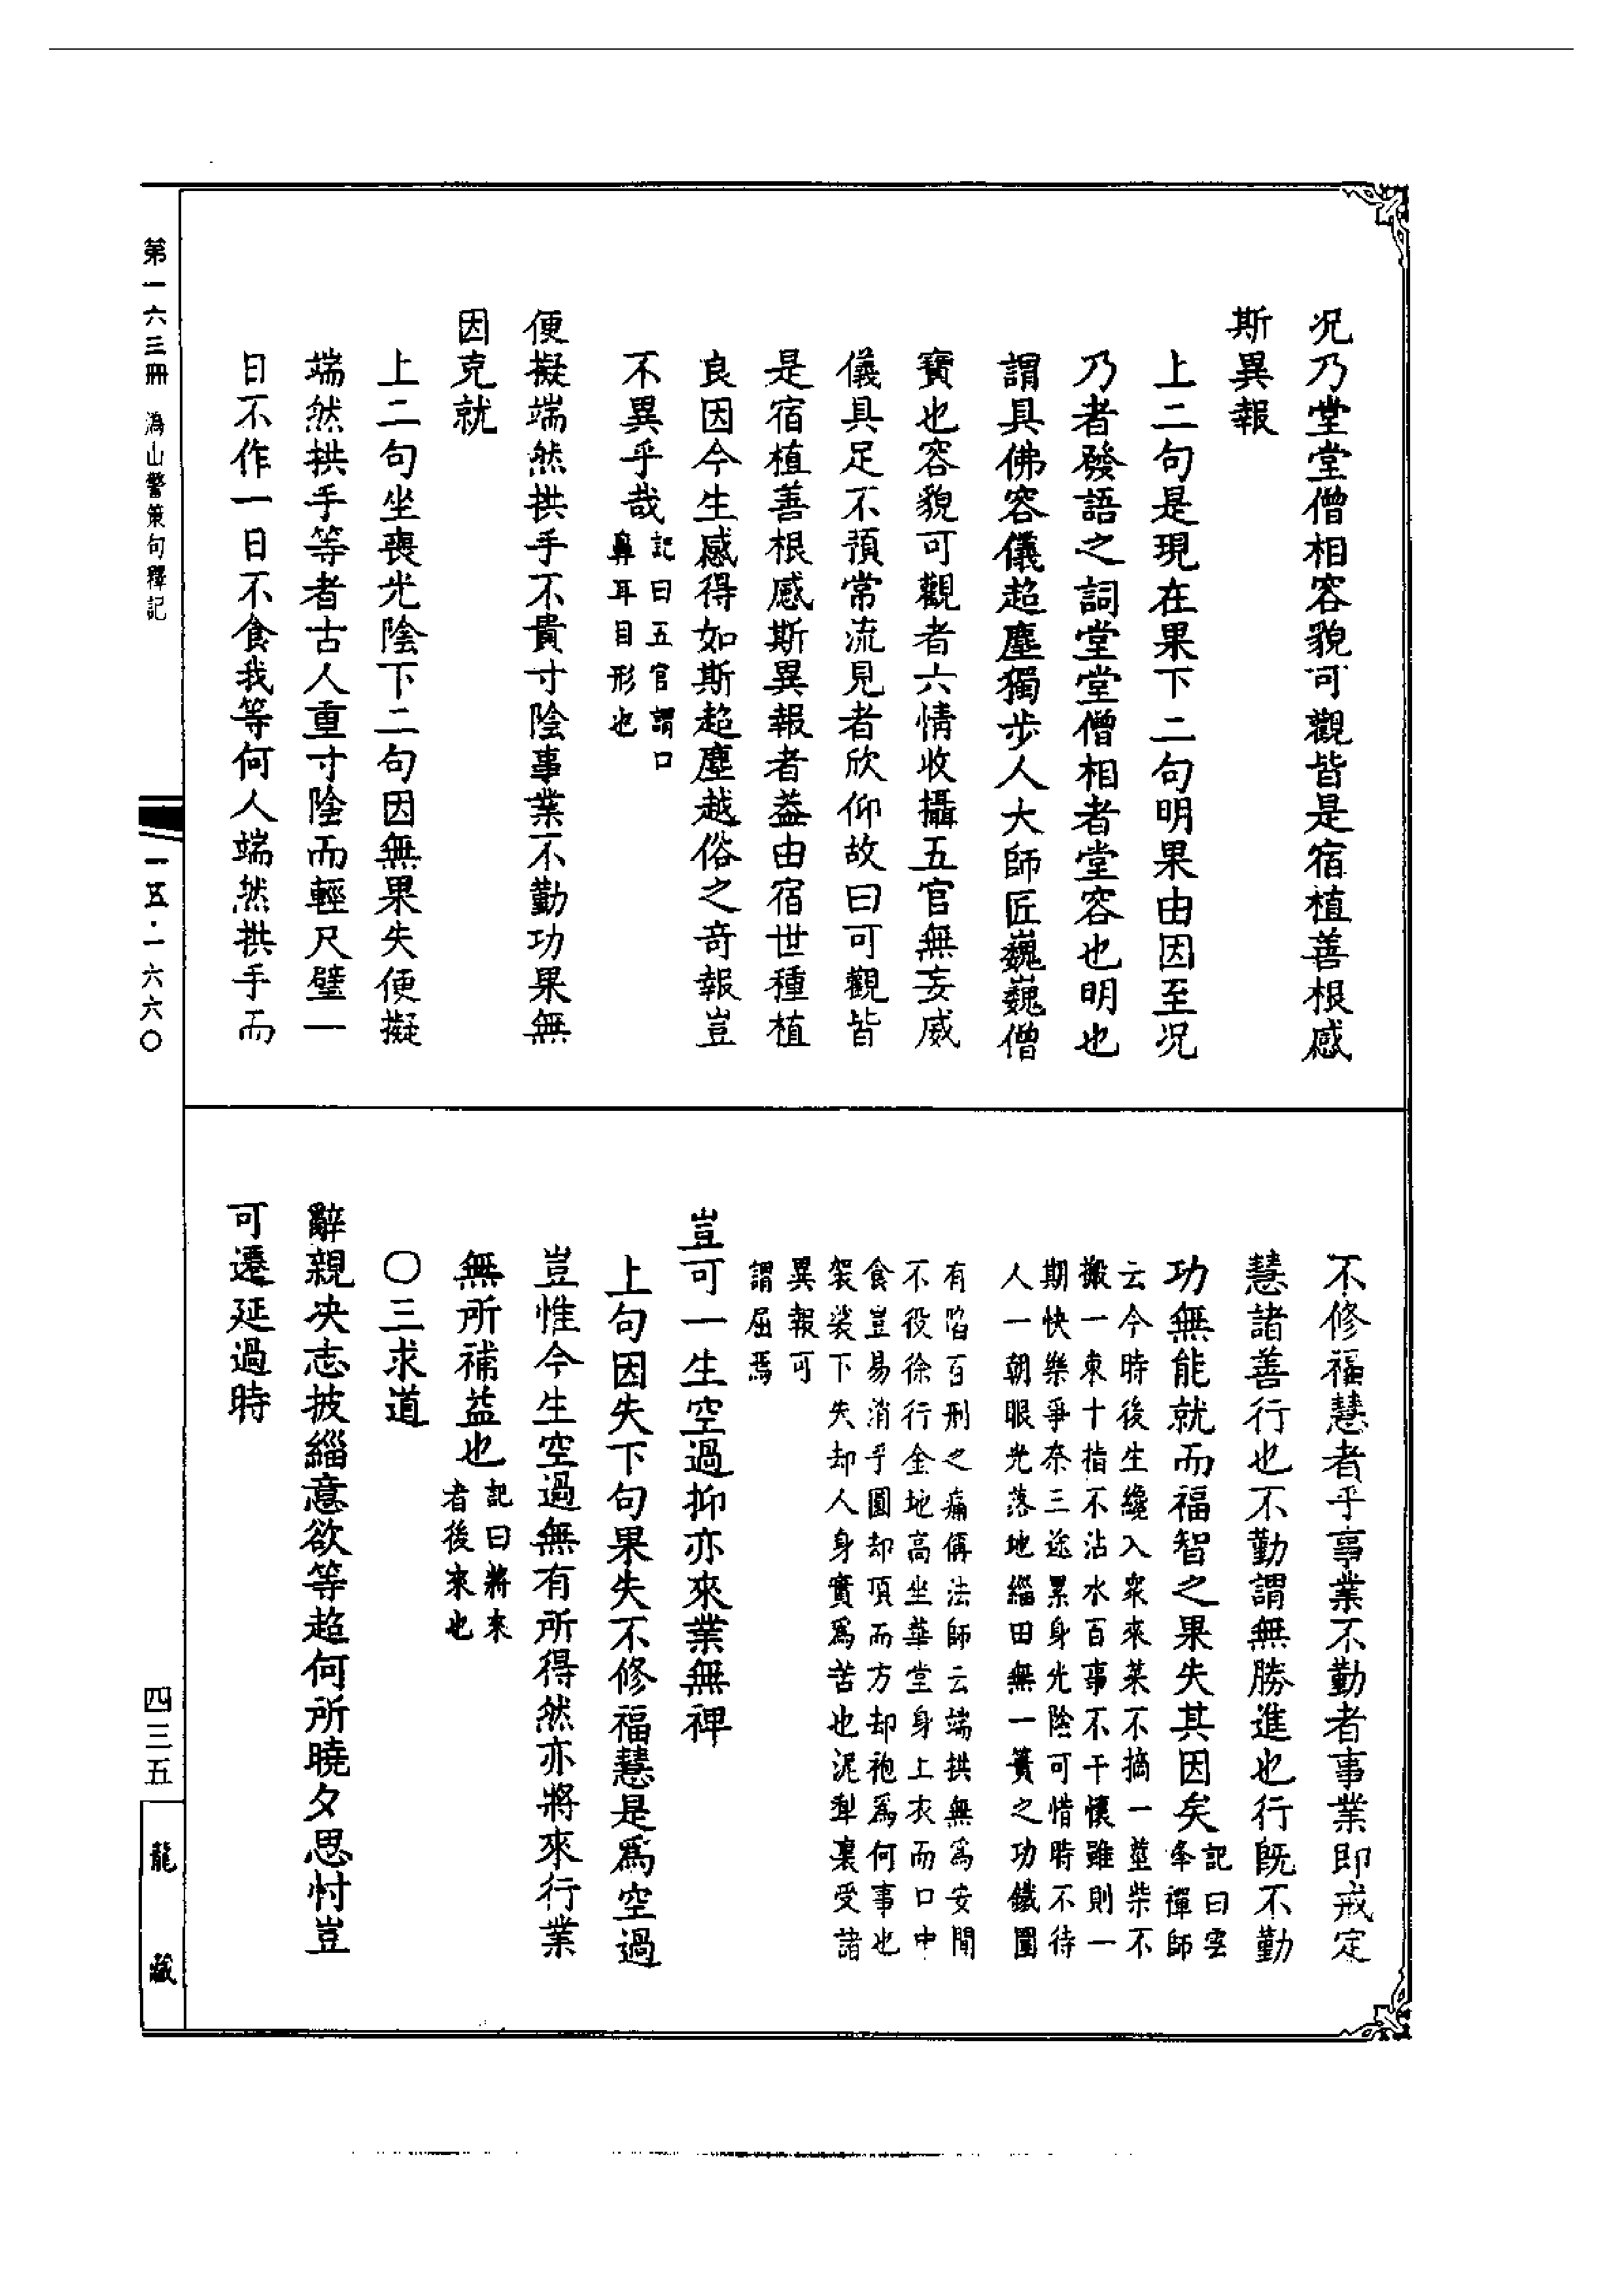 况乃堂堂僧相容貌可觀皆是宿植善根感
斯異報
上二句是現在果下二句明果由因至况
乃者發語之詞堂堂僧相者堂容也明也
謂具佛容儀超塵獨步人大師匠巍巍僧
寶也容貌可觀者六情收攝五官無妄威
儀具足不預常流見者欣仰故曰可觀皆
是宿植善根感斯異報者葢由宿世種植
良因今生感得如斯超塵越俗之奇報豈
不異乎哉
記曰五官謂口
鼻耳目形也
便擬端然拱手不貴寸陰事業不勤功果無
因克就
上二句坐喪光陰下二句因無果失便擬
端然拱手等者古人重寸陰而輕尺璧一
日不作一日不食我等何人端然拱手而
不修福慧者乎事業不勤者事業即戒定
慧諸善行也不勤謂無勝進也行既不勤
功無能就而福智之果失其因矣
記曰雲
峯禪師
云今時後生纔入衆來菜不摘一莖柴不
搬一束十指不沾水百事不干懷雖則一
期快樂爭奈三途累身光陰可惜時不待
人一朝眼光落地緇田無一簣之功鐵圍
有陷百刑之痛俌法師云端拱無為安閒
不役徐行金地高坐華堂身上衣而口中
食豈易消乎圓却頂而方却袍爲何事也
袈裟下失却人身實爲苦也泥犁裏受諸
異報可
謂屈焉
豈可一生空過抑亦來業無裨
上句因失下句果失不修福慧是爲空過
豈惟今生空過無有所得然亦將來行業
無所補益也
記曰將來
者後來也
○三求道
辭親決志披緇意欲等超何所曉夕思忖豈
可遷延過時
第一六三冊 溈山警策句釋記
一五·一六六〇
四三五
龍藏